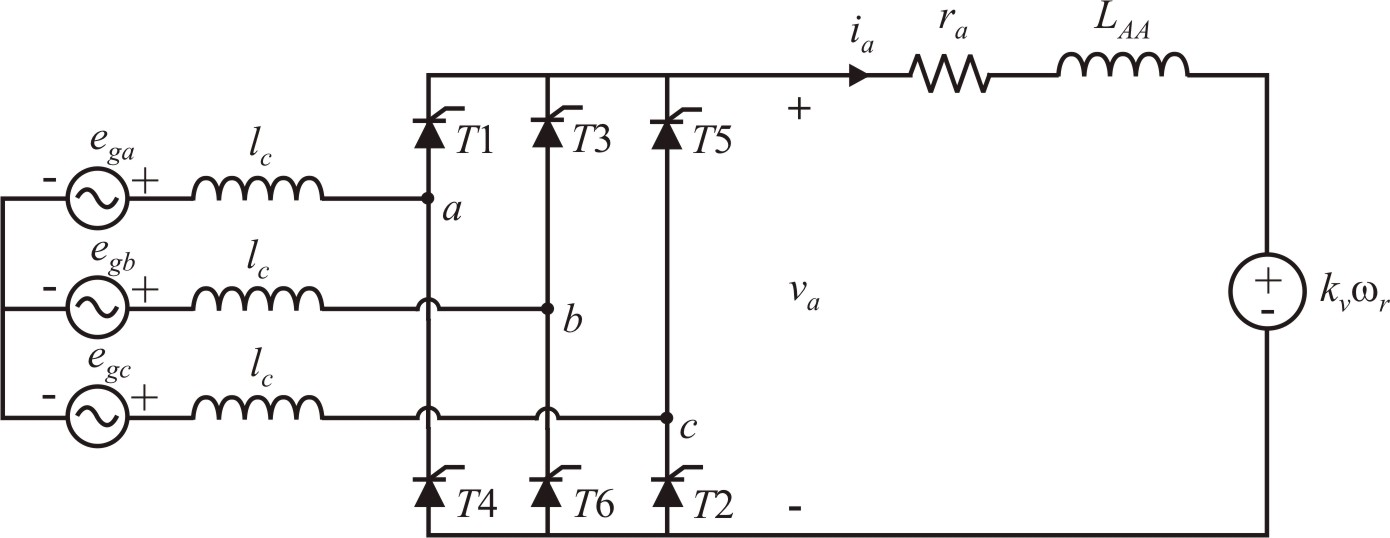 i_a r_a L_AA
+
T1 T3 T5
e_ga l_c
- +
a
e_gb l_c
- +
b
v_a
+ k_vω_r
-
e_gc l_c
- +
c
T4 T6 T2
-